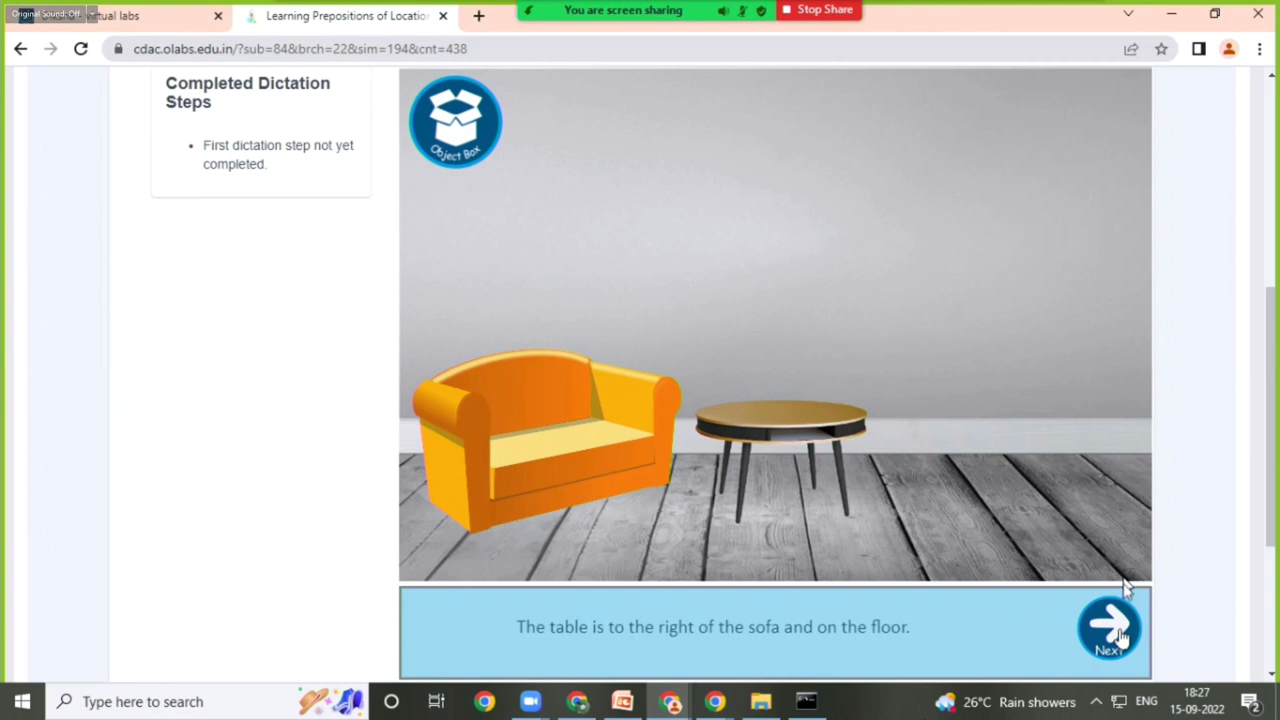 Original Sound: Off
virtual labs
Learning Prepositions of Locatio
You are screen sharing
Stop Share
cdac.olabs.edu.in/?sub=84&brch=22&sim=194&cnt=438
Completed Dictation
Steps
• First dictation step not yet
completed.
Object Box
The table is to the right of the sofa and on the floor.
Next
Type here to search
26°C Rain showers
ENG
18:27
15-09-2022
2